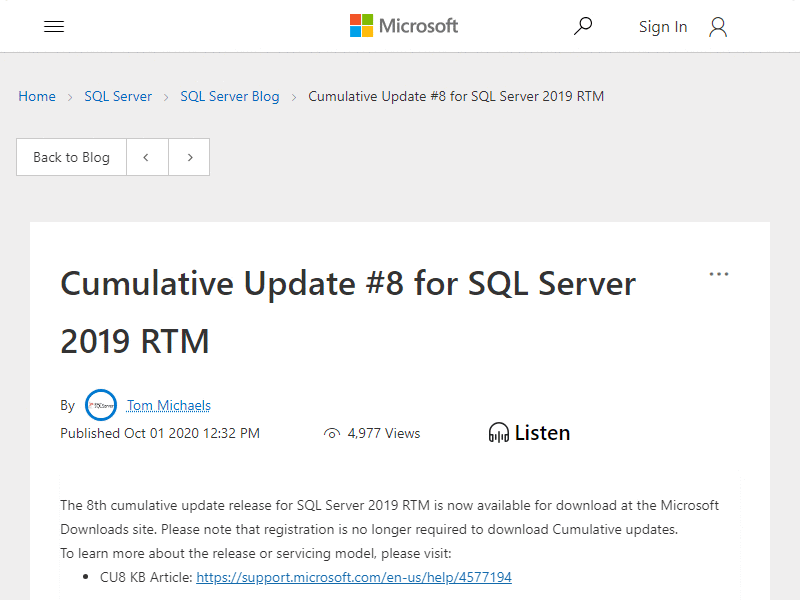 Microsoft
Sign In
Home > SQL Server > SQL Server Blog > Cumulative Update #8 for SQL Server 2019 RTM
Back to Blog < >
Cumulative Update #8 for SQL Server
2019 RTM
By Tom Michaels
Published Oct 01 2020 12:32 PM 4,977 Views Listen
The 8th cumulative update release for SQL Server 2019 RTM is now available for download at the Microsoft
Downloads site. Please note that registration is no longer required to download Cumulative updates.
To learn more about the release or servicing model, please visit:
• CU8 KB Article: https://support.microsoft.com/en-us/help/4577194